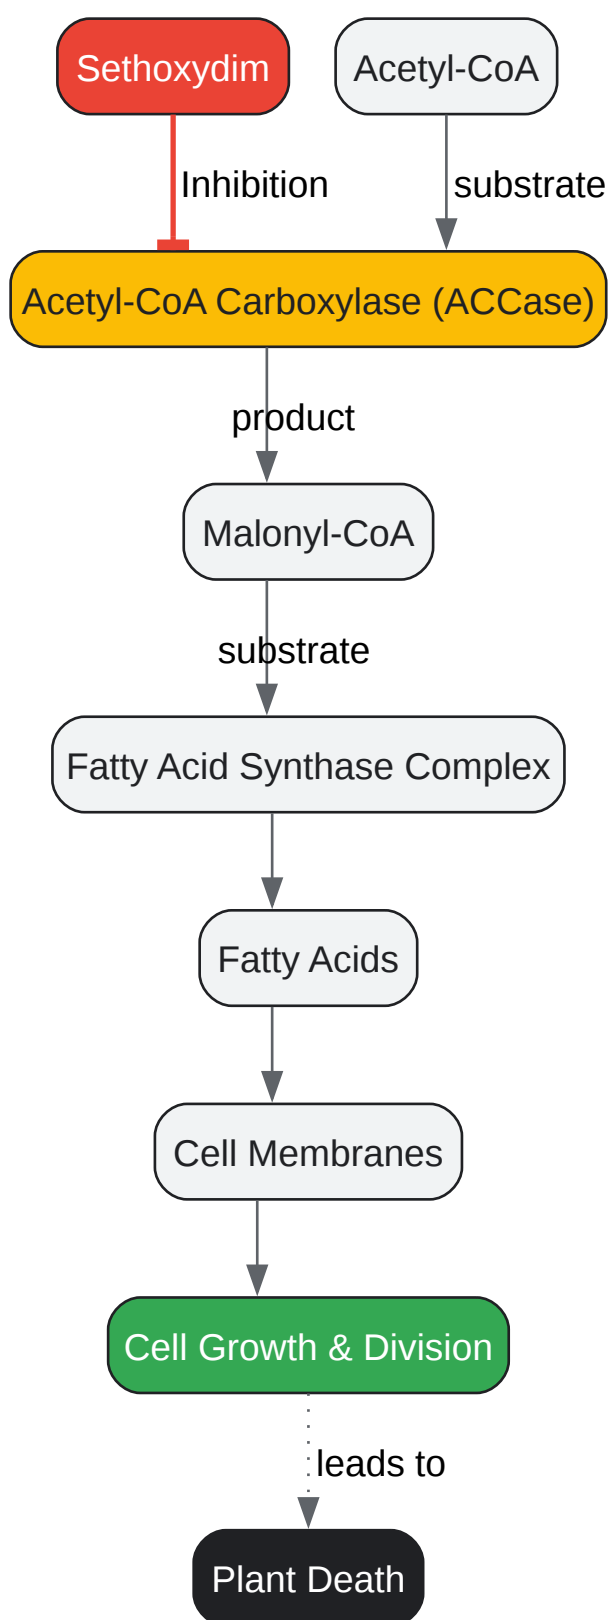 Sethoxydim
Acetyl-CoA
Inhibition
substrate
Acetyl-CoA Carboxylase (ACCase)
product
Malonyl-CoA
substrate
Fatty Acid Synthase Complex
Fatty Acids
Cell Membranes
Cell Growth & Division
leads to
Plant Death